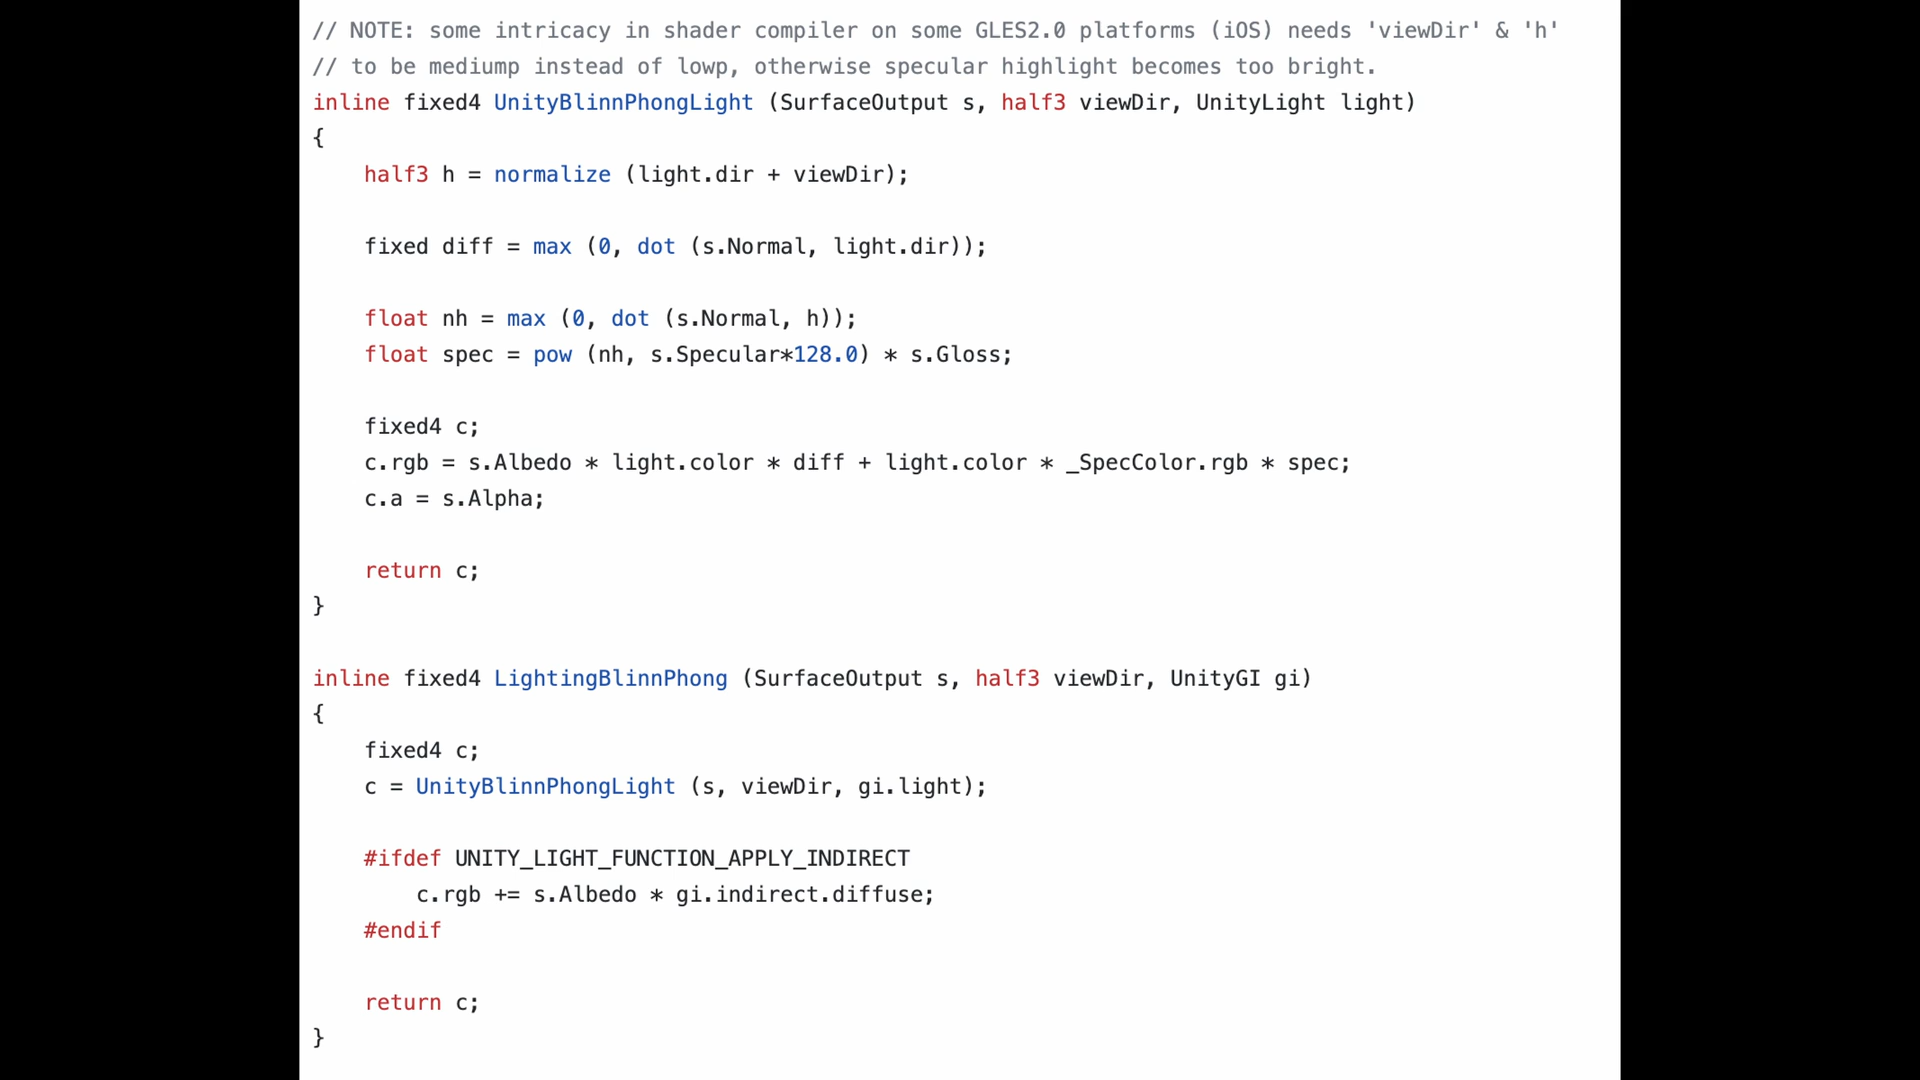 // NOTE: some intricacy in shader compiler on some GLES2.0 platforms (iOS) needs 'viewDir' & 'h'
// to be mediump instead of lowp, otherwise specular highlight becomes too bright.
inline fixed4 UnityBlinnPhongLight (SurfaceOutput s, half3 viewDir, UnityLight light)
{
    half3 h = normalize (light.dir + viewDir);

    fixed diff = max (0, dot (s.Normal, light.dir));

    float nh = max (0, dot (s.Normal, h));
    float spec = pow (nh, s.Specular*128.0) * s.Gloss;

    fixed4 c;
    c.rgb = s.Albedo * light.color * diff + light.color * _SpecColor.rgb * spec;
    c.a = s.Alpha;

    return c;
}

inline fixed4 LightingBlinnPhong (SurfaceOutput s, half3 viewDir, UnityGI gi)
{
    fixed4 c;
    c = UnityBlinnPhongLight (s, viewDir, gi.light);

    #ifdef UNITY_LIGHT_FUNCTION_APPLY_INDIRECT
        c.rgb += s.Albedo * gi.indirect.diffuse;
    #endif

    return c;
}